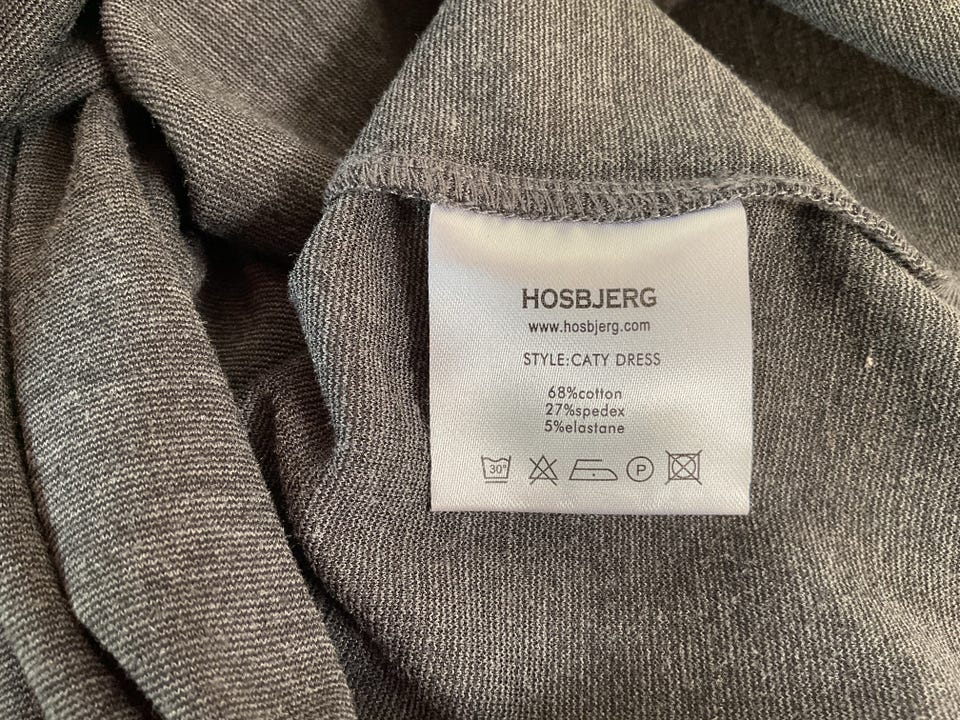 HOSBJERG
www.hosbjerg.com
STYLE:CATY DRESS
68%cotton
27%spedex
5%elastane
30°
P